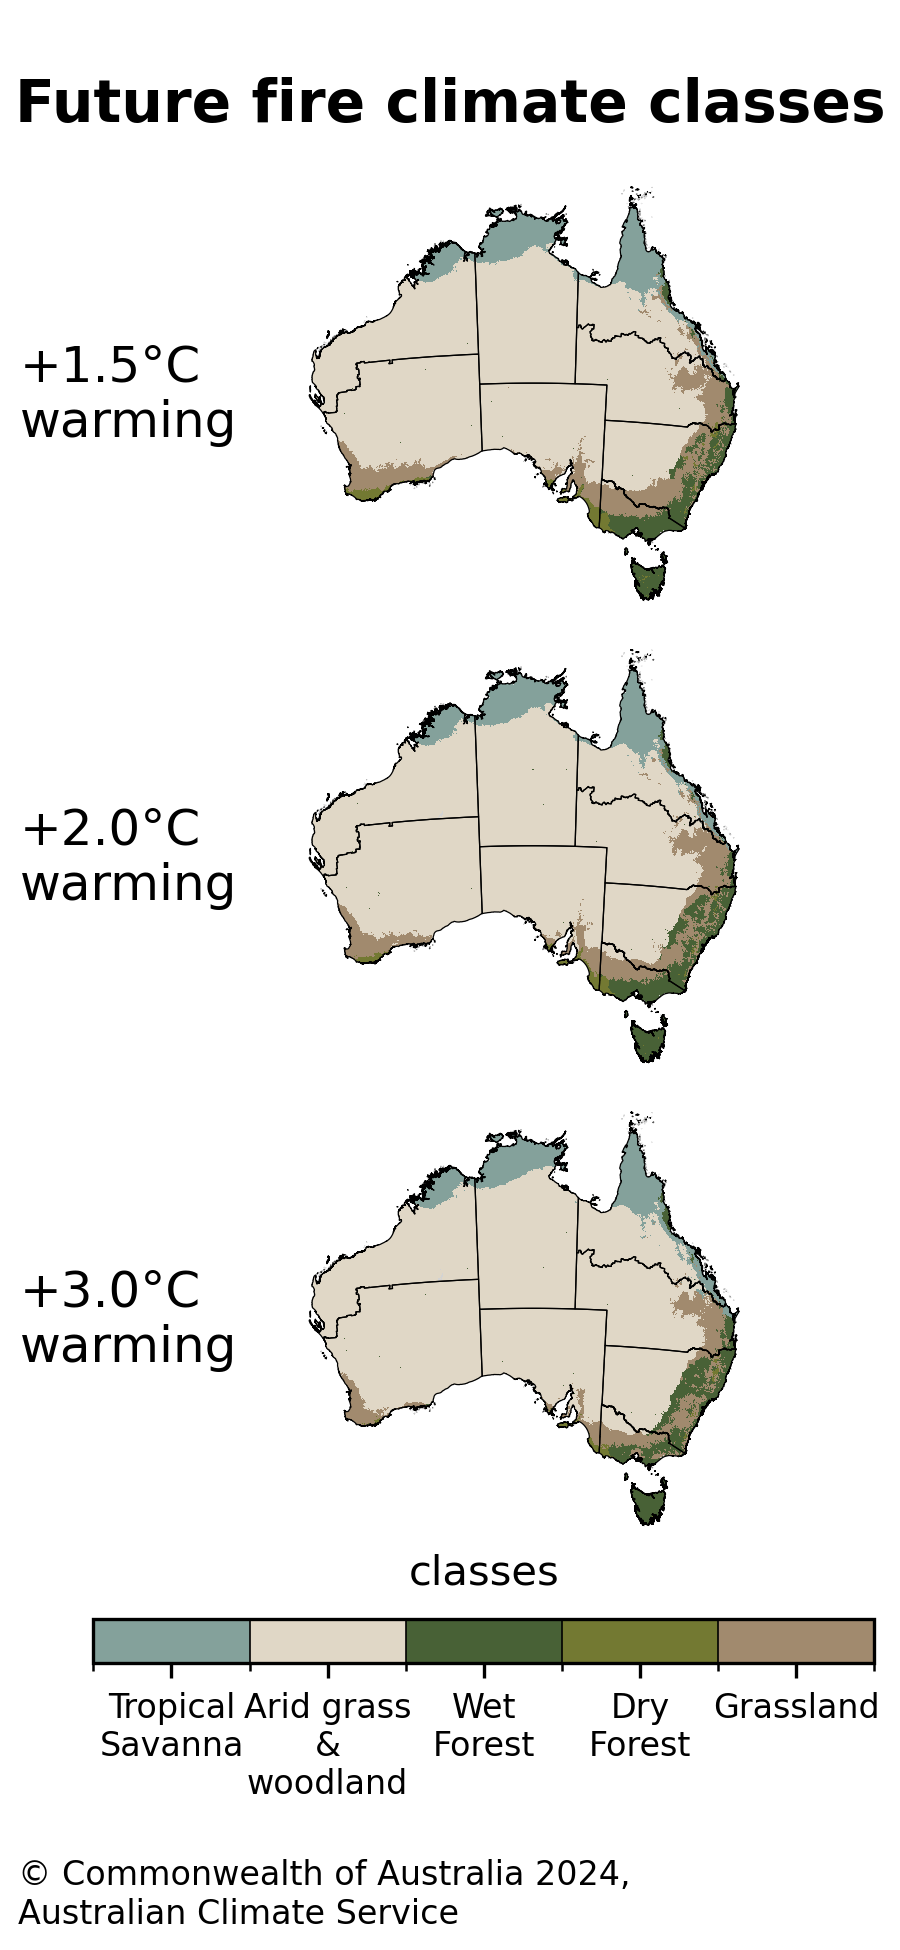 Future fire climate classes
+1.5°C
warming
+2.0°C
warming
+3.0°C
warming
classes
Tropical
Savanna
Arid grass
&
woodland
Wet
Forest
Dry
Forest
Grassland
© Commonwealth of Australia 2024,
Australian Climate Service